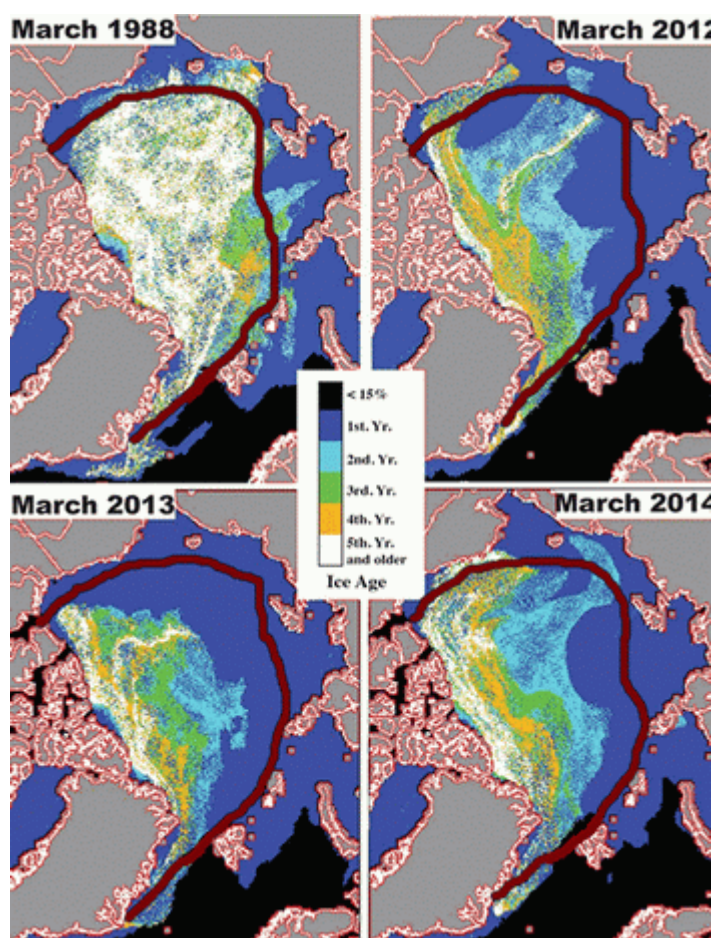 March 1988
March 2012
< 15%
1st. Yr.
2nd. Yr.
3rd. Yr.
4th. Yr.
5th. Yr.
and older
Ice Age
March 2013
March 2014